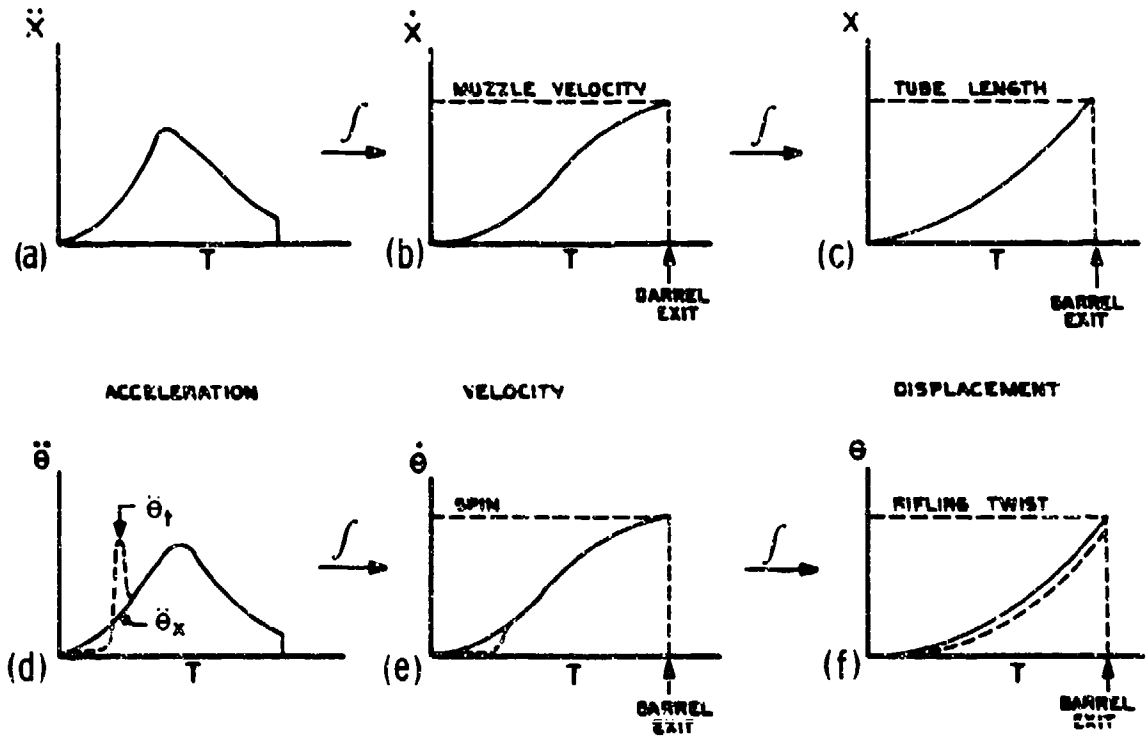 ẍ ẋ x
MUZZLE VELOCITY TUBE LENGTH
∫ ∫
(a) T (b) T (c) T
BARREL EXIT BARREL EXIT
ACCELERATION VELOCITY DISPLACEMENT
θ̈ θ̇ θ
θ̈t SPIN RIFLING TWIST
∫ ∫
θ̈x
(d) T (e) T (f) T
BARREL EXIT BARREL EXIT